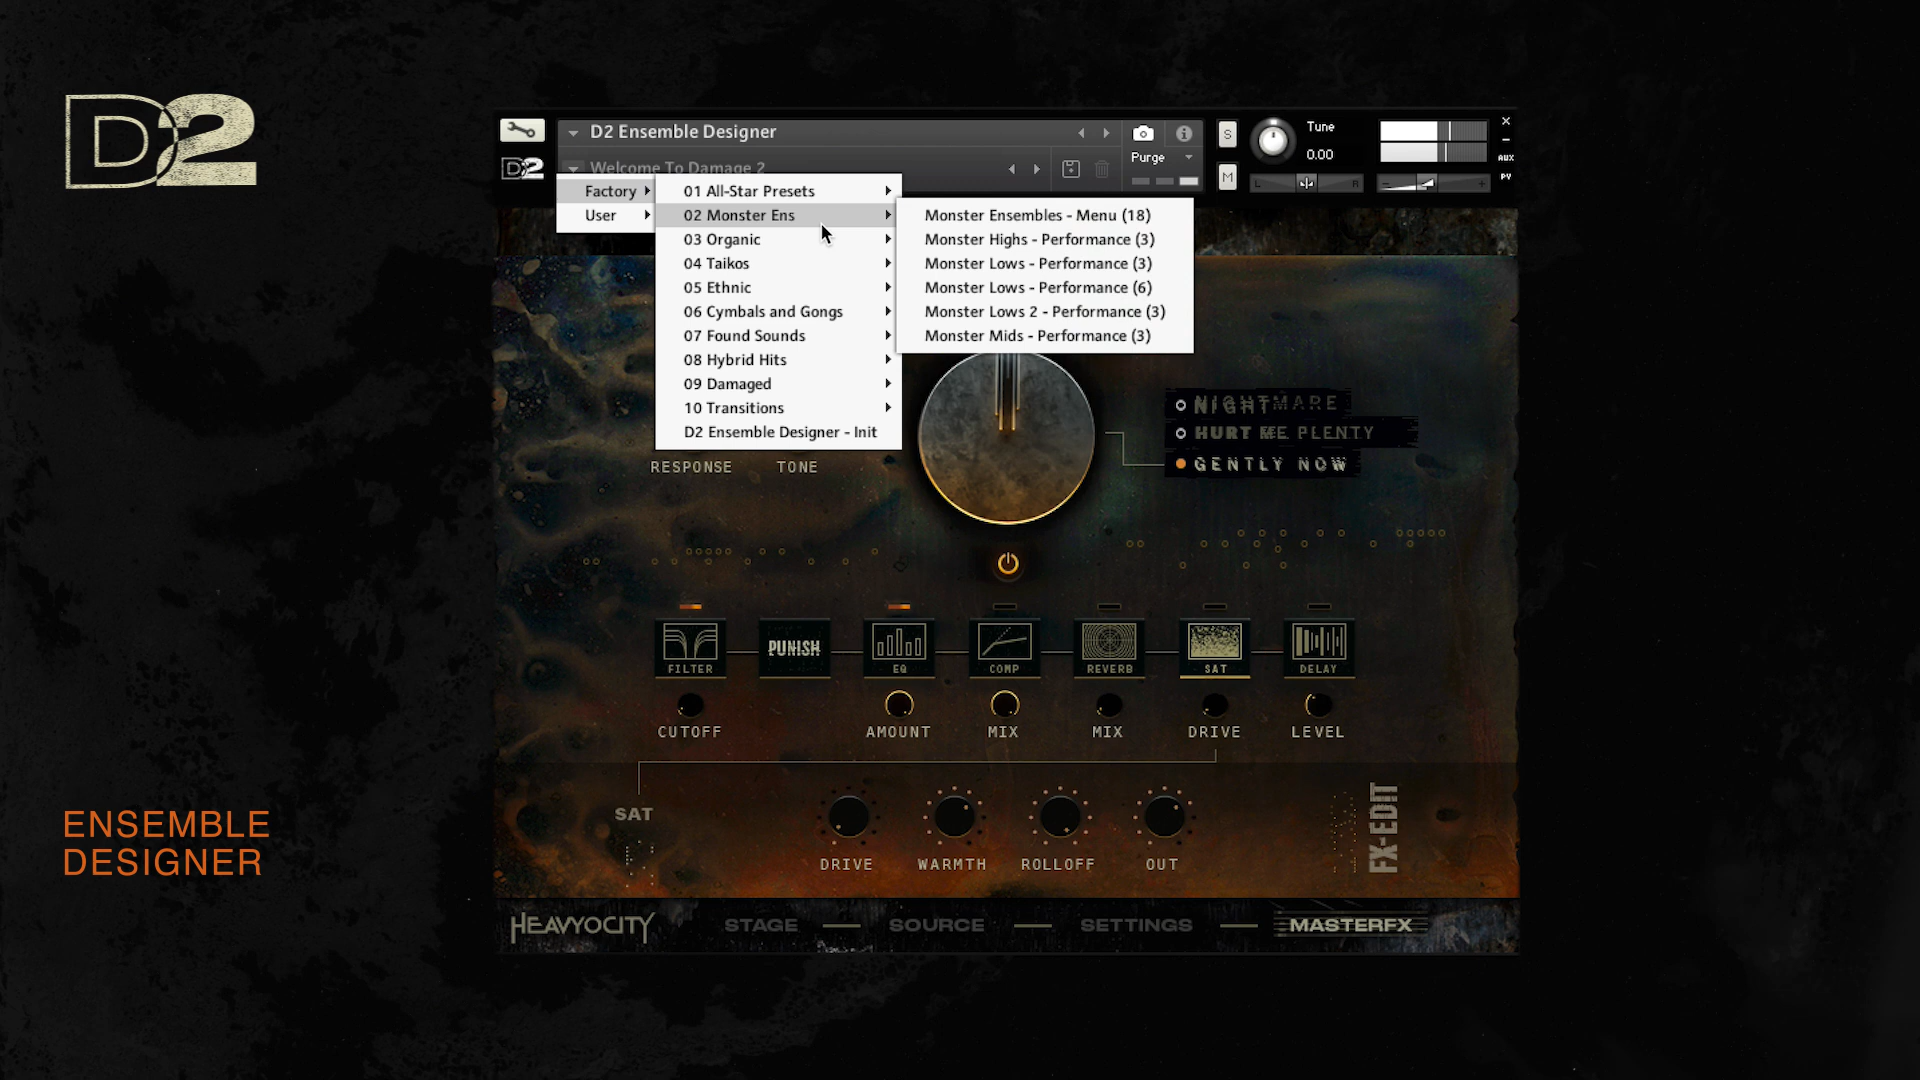 D2
D2 Ensemble Designer
Welcome To Damage 2
Purge
S
M
Tune
0.00
L
R
AUX
PV
D2
Factory
User
01 All-Star Presets
02 Monster Ens
03 Organic
04 Taikos
05 Ethnic
06 Cymbals and Gongs
07 Found Sounds
08 Hybrid Hits
09 Damaged
10 Transitions
D2 Ensemble Designer - Init
Monster Ensembles - Menu (18)
Monster Highs - Performance (3)
Monster Lows - Performance (3)
Monster Lows - Performance (6)
Monster Lows 2 - Performance (3)
Monster Mids - Performance (3)
NIGHTMARE
HURT ME PLENTY
GENTLY NOW
RESPONSE TONE
FILTER PUNISH EQ COMP REVERB SAT DELAY
CUTOFF AMOUNT MIX MIX DRIVE LEVEL
SAT
DRIVE WARMTH ROLLOFF OUT
FX-EDIT
ENSEMBLE
DESIGNER
HEAVYOCITY STAGE SOURCE SETTINGS MASTERFX